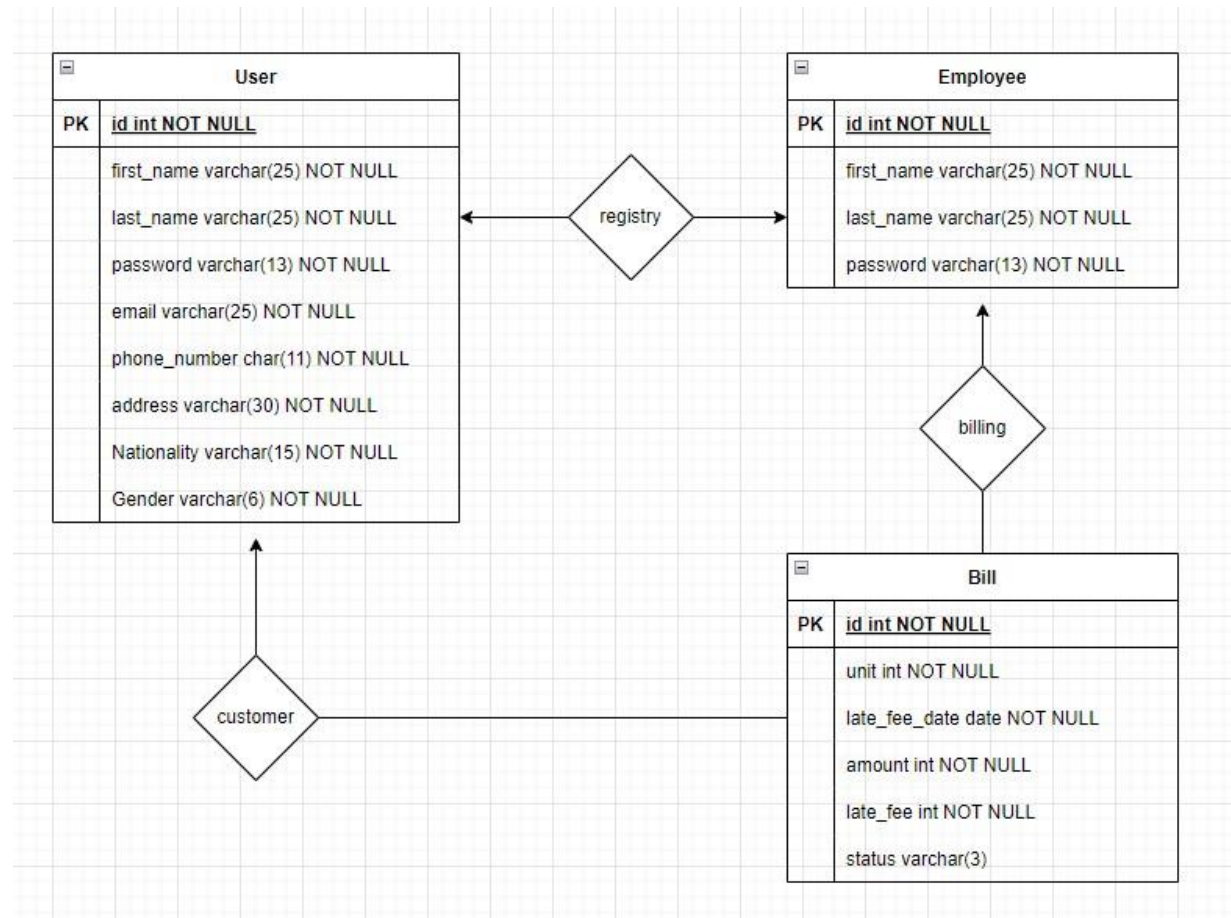 User
PK id int NOT NULL
first_name varchar(25) NOT NULL
last_name varchar(25) NOT NULL
password varchar(13) NOT NULL
email varchar(25) NOT NULL
phone_number char(11) NOT NULL
address varchar(30) NOT NULL
Nationality varchar(15) NOT NULL
Gender varchar(6) NOT NULL
registry
Employee
PK id int NOT NULL
first_name varchar(25) NOT NULL
last_name varchar(25) NOT NULL
password varchar(13) NOT NULL
billing
customer
Bill
PK id int NOT NULL
unit int NOT NULL
late_fee_date date NOT NULL
amount int NOT NULL
late_fee int NOT NULL
status varchar(3)